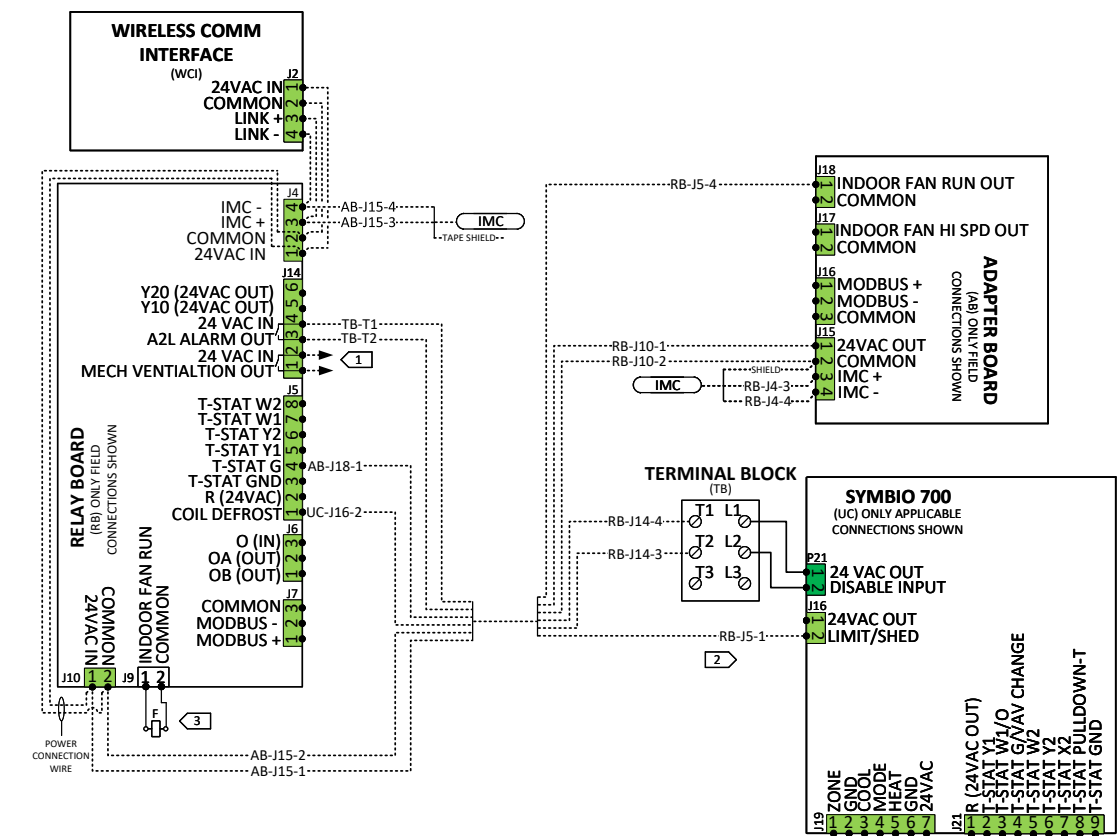 WIRELESS COMM
INTERFACE
(WCI)
J2
24VAC IN 1
COMMON 2
LINK + 3
LINK - 4
J4
IMC - 4 AB-J15-4
IMC + 3 AB-J15-3
COMMON 2
24VAC IN 1
IMC
TAPE SHIELD
J14
6
Y20 (24VAC OUT)
Y10 (24VAC OUT) 5
24 VAC IN 4 TB-T1
A2L ALARM OUT 3 TB-T2
24 VAC IN 2
MECH VENTIALTION OUT 1
1
J5
T-STAT W2 8
T-STAT W1 7
T-STAT Y2 6
T-STAT Y1 5
T-STAT G 4 AB-J18-1
T-STAT GND 3
R (24VAC) 2
COIL DEFROST 1 UC-J16-2
J6
O (IN) 3
OA (OUT) 2
OB (OUT) 1
J7
COMMON 3
MODBUS - 2
MODBUS + 1
RELAY BOARD
(RB) ONLY FIELD
CONNECTIONS SHOWN
24VAC IN
COMMON
INDOOR FAN RUN
COMMON
J10 1 2 J9 1 2
F
3
POWER
CONNECTION
WIRE
AB-J15-2
AB-J15-1
RB-J5-4
J18
1 INDOOR FAN RUN OUT
2 COMMON
J17
1 INDOOR FAN HI SPD OUT
2 COMMON
J16
1 MODBUS +
2 MODBUS -
3 COMMON
J15
RB-J10-1 1 24VAC OUT
RB-J10-2 2 COMMON
SHIELD
IMC
RB-J4-3 3 IMC +
RB-J4-4 4 IMC -
ADAPTER BOARD
(AB) ONLY FIELD
CONNECTIONS SHOWN
TERMINAL BLOCK
(TB)
RB-J14-4 T1 L1
RB-J14-3 T2 L2
T3 L3
RB-J5-1
2
SYMBIO 700
(UC) ONLY APPLICABLE
CONNECTIONS SHOWN
P21
1 24 VAC OUT
2 DISABLE INPUT
J16
1 24VAC OUT
2 LIMIT/SHED
J19
1 ZONE
2 GND
3 COOL
4 MODE
5 HEAT
6 GND
7 24VAC
J21
1 R (24VAC OUT)
2 T-STAT Y1
3 T-STAT W1/O
4 T-STAT G/VAV CHANGE
5 T-STAT W2
6 T-STAT Y2
7 T-STAT X2
8 T-STAT PULLDOWN-T
9 T-STAT GND